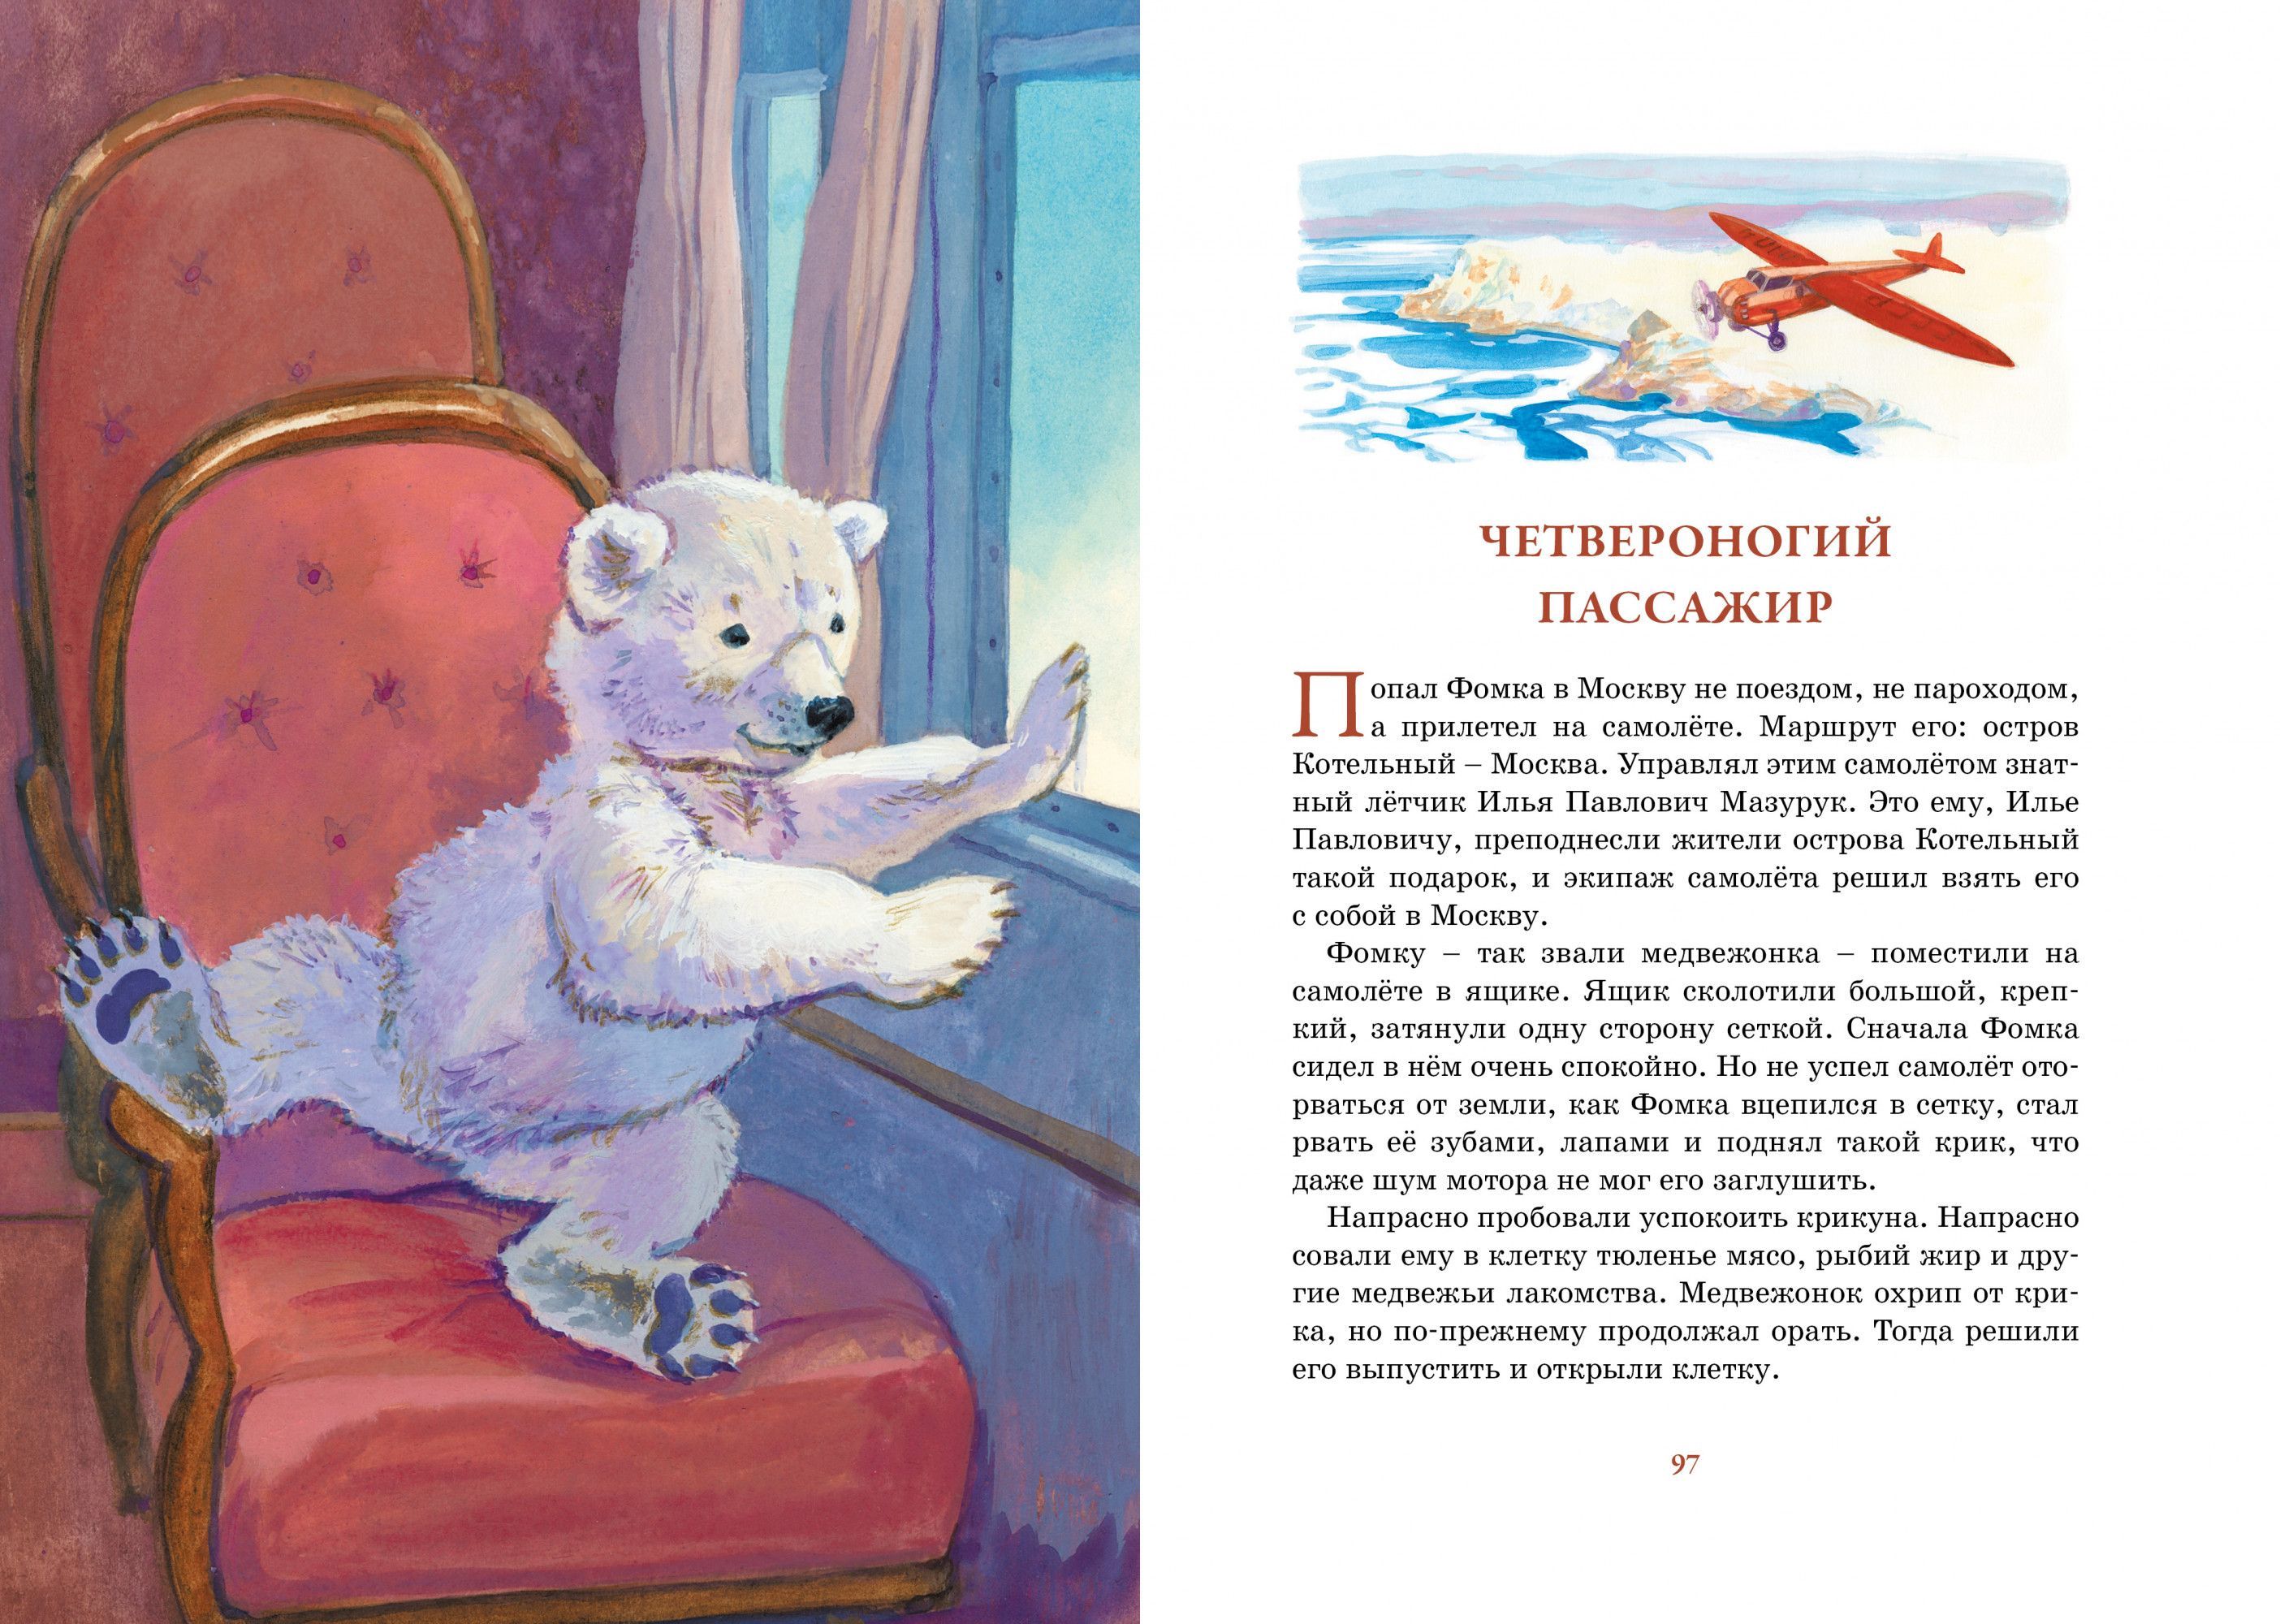 ЧЕТВЕРОНОГИЙ
ПАССАЖИР
Попал Фомка в Москву не поездом, не пароходом,
а прилетел на самолёте. Маршрут его: остров
Котельный – Москва. Управлял этим самолётом знат-
ный лётчик Илья Павлович Мазурук. Это ему, Илье
Павловичу, преподнесли жители острова Котельный
такой подарок, и экипаж самолёта решил взять его
с собой в Москву.
Фомку – так звали медвежонка – поместили на
самолёте в ящике. Ящик сколотили большой, креп-
кий, затянули одну сторону сеткой. Сначала Фомка
сидел в нём очень спокойно. Но не успел самолёт ото-
рваться от земли, как Фомка вцепился в сетку, стал
рвать её зубами, лапами и поднял такой крик, что
даже шум мотора не мог его заглушить.
Напрасно пробовали успокоить крикуна. Напрасно
совали ему в клетку тюленье мясо, рыбий жир и дру-
гие медвежьи лакомства. Медвежонок охрип от кри-
ка, но по-прежнему продолжал орать. Тогда решили
его выпустить и открыли клетку.
97